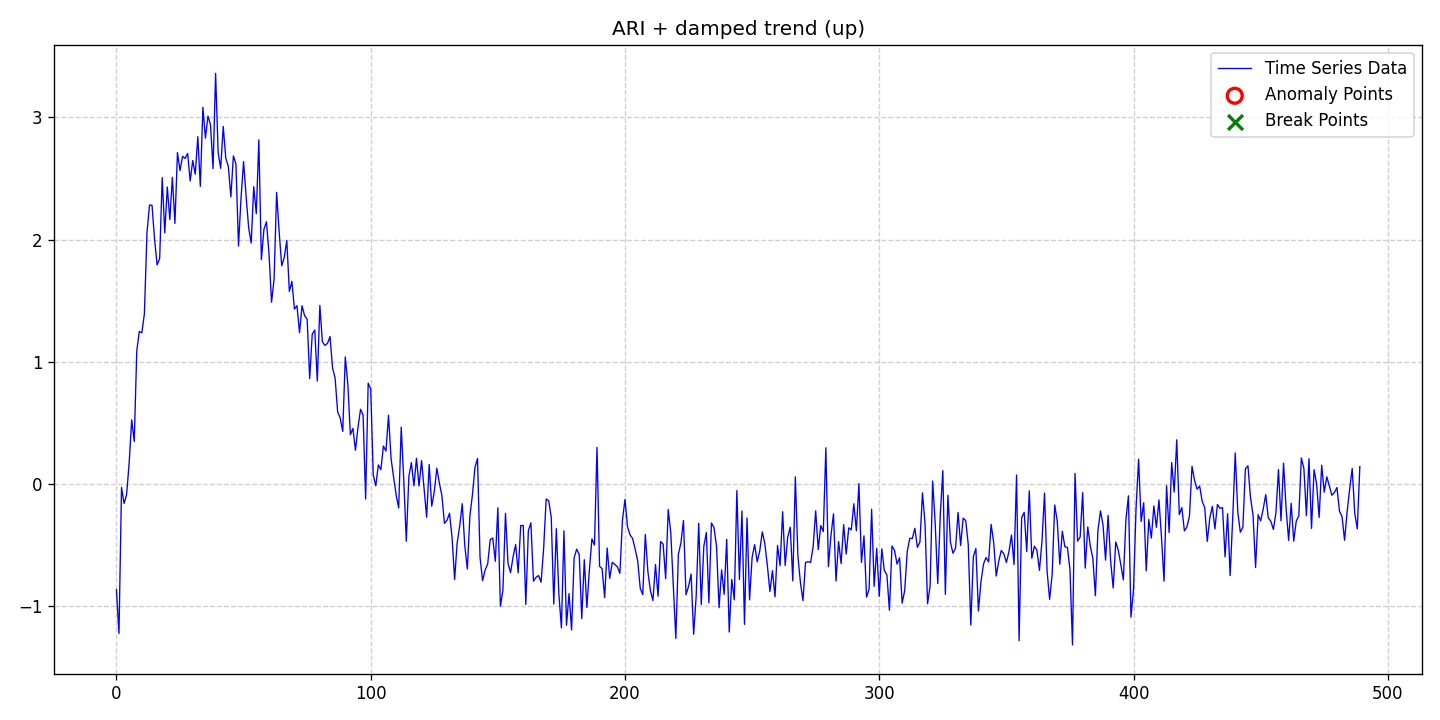 ARI + damped trend (up)
Time Series Data
Anomaly Points
Break Points
3
2
1
0
−1
0
100
200
300
400
500